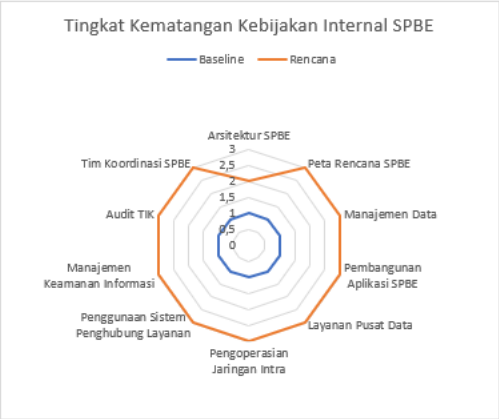 Tingkat Kematangan Kebijakan Internal SPBE
Baseline
Rencana
Arsitektur SPBE
3
2,5
2
1,5
1
0,5
0
Peta Rencana SPBE
Manajemen Data
Pembangunan
Aplikasi SPBE
Layanan Pusat Data
Pengoperasian
Jaringan Intra
Penggunaan Sistem
Penghubung Layanan
Manajemen
Keamanan Informasi
Audit TIK
Tim Koordinasi SPBE